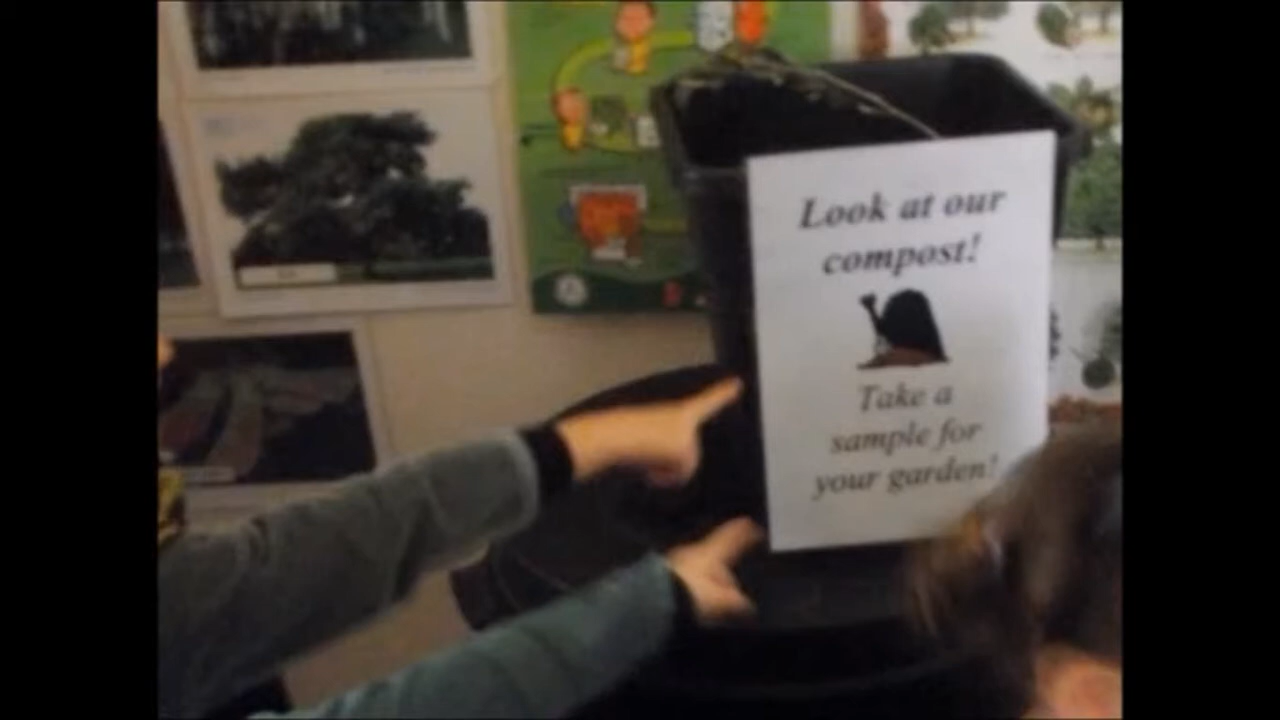 Look at our
compost!
Take a
sample for
your garden!